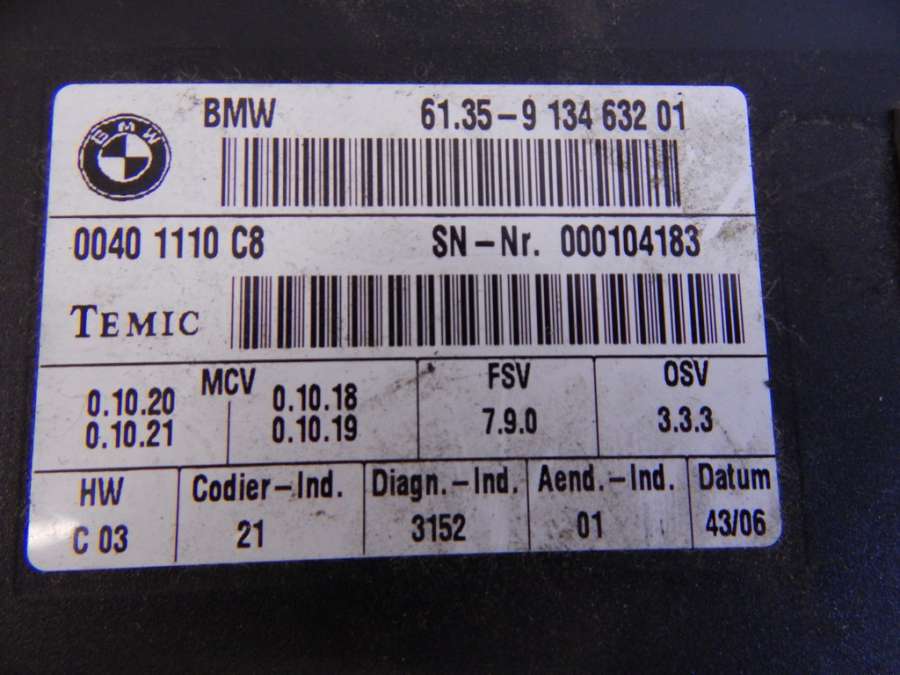 BMW
BMW 61.35-9 134 632 01
0040 1110 C8 SN-Nr. 000104183
TEMIC
MCV FSV OSV
0.10.20 0.10.18 7.9.0 3.3.3
0.10.21 0.10.19
HW Codier-Ind. Diagn.-Ind. Aend.-Ind. Datum
C 03 21 3152 01 43/06